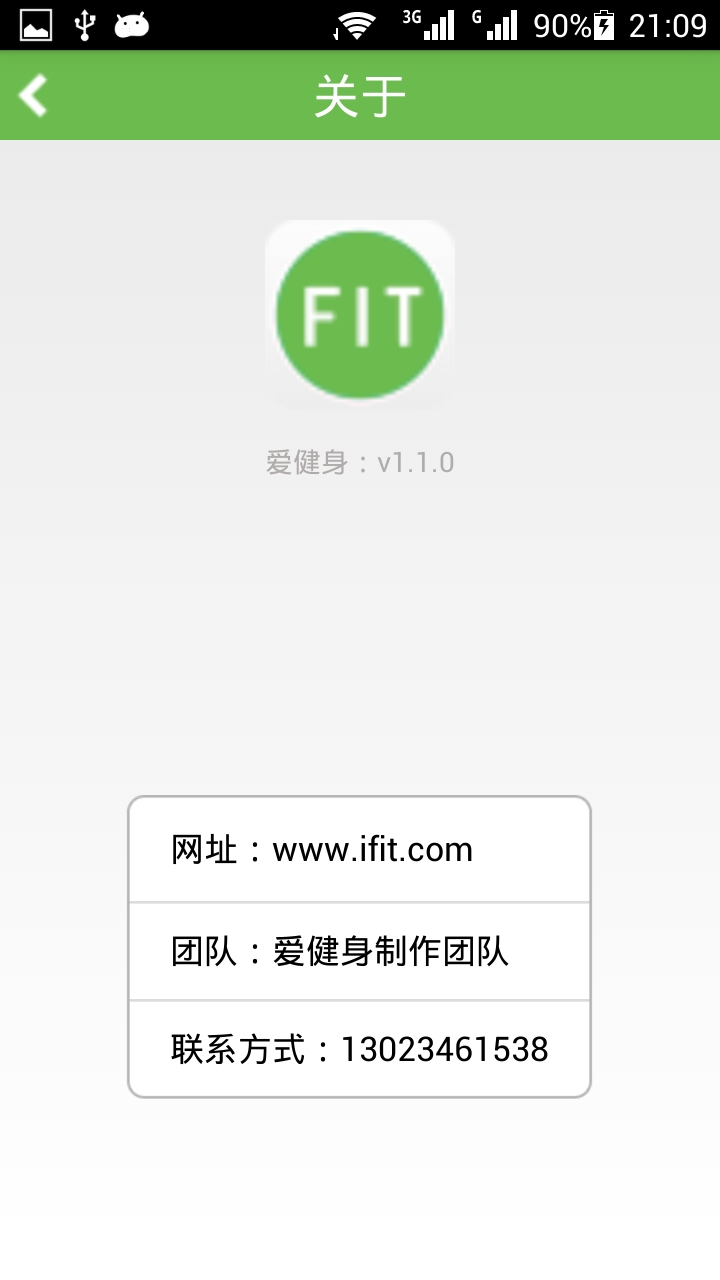 3G G 90% 21:09
关于
FIT
爱健身：v1.1.0
网址：www.ifit.com
团队：爱健身制作团队
联系方式：13023461538